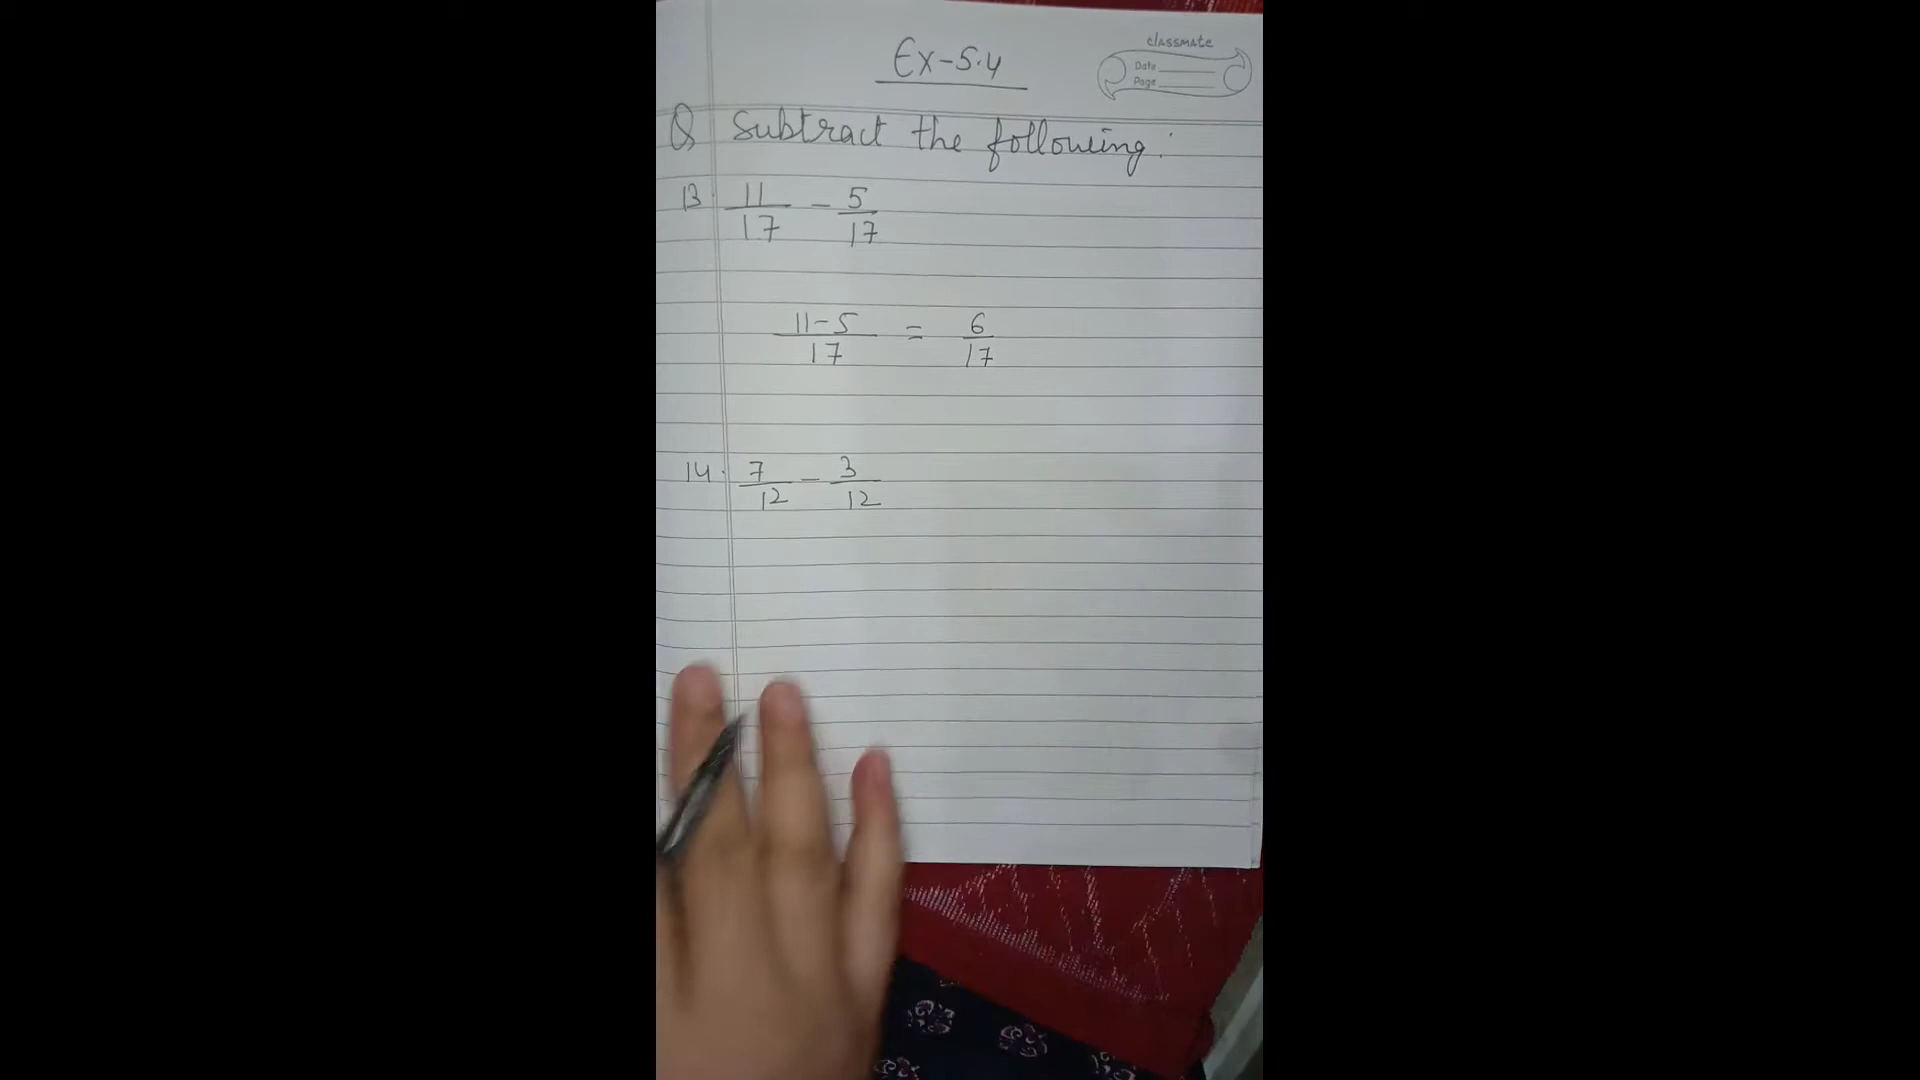 classmate
Date
Page
Ex-5.4
Q Subtract the following:
13. 11/17 - 5/17
11-5/17 = 6/17
14. 7/12 - 3/12